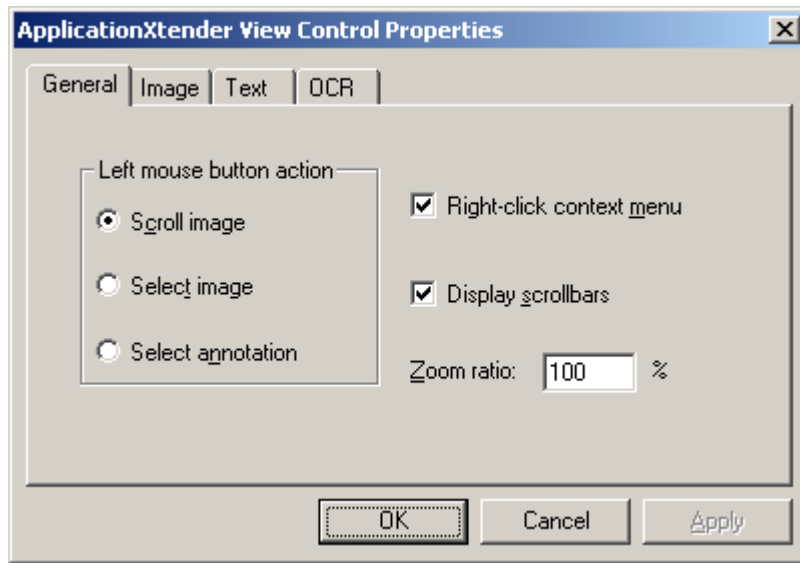 ApplicationXtender View Control Properties
General Image Text OCR
Left mouse button action
Scroll image
Select image
Select annotation
Right-click context menu
Display scrollbars
Zoom ratio: 100 %
OK Cancel Apply